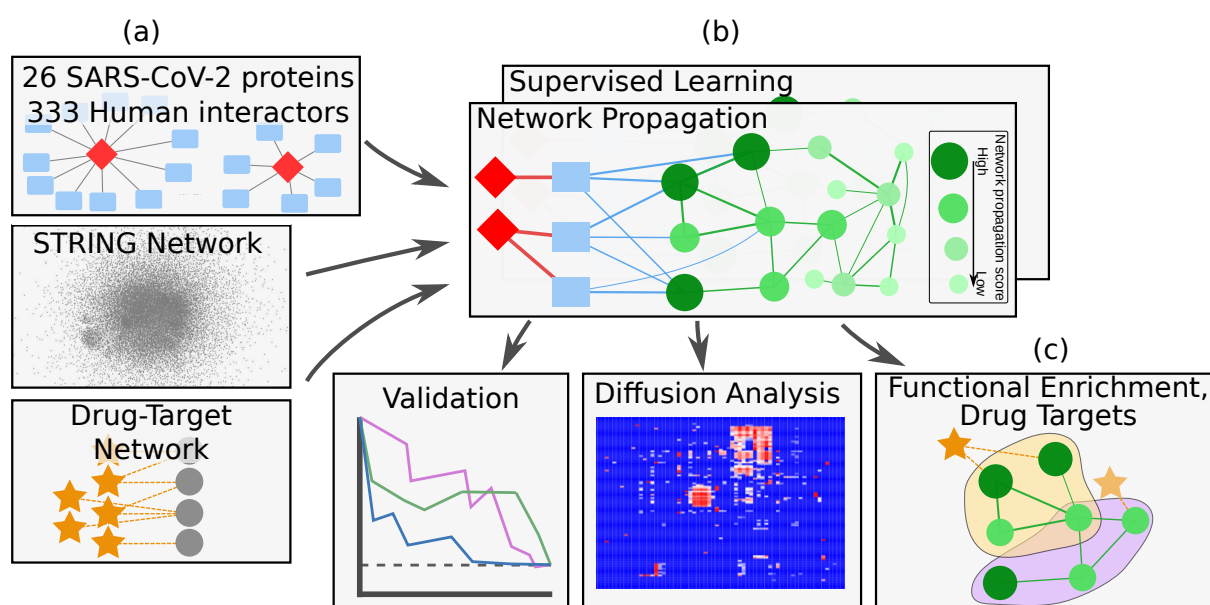 (a)
26 SARS-CoV-2 proteins
333 Human interactors
STRING Network
Drug-Target
Network
(b)
Supervised Learning
Network Propagation
Network propagation score
High
Low
Validation
Diffusion Analysis
(c)
Functional Enrichment,
Drug Targets